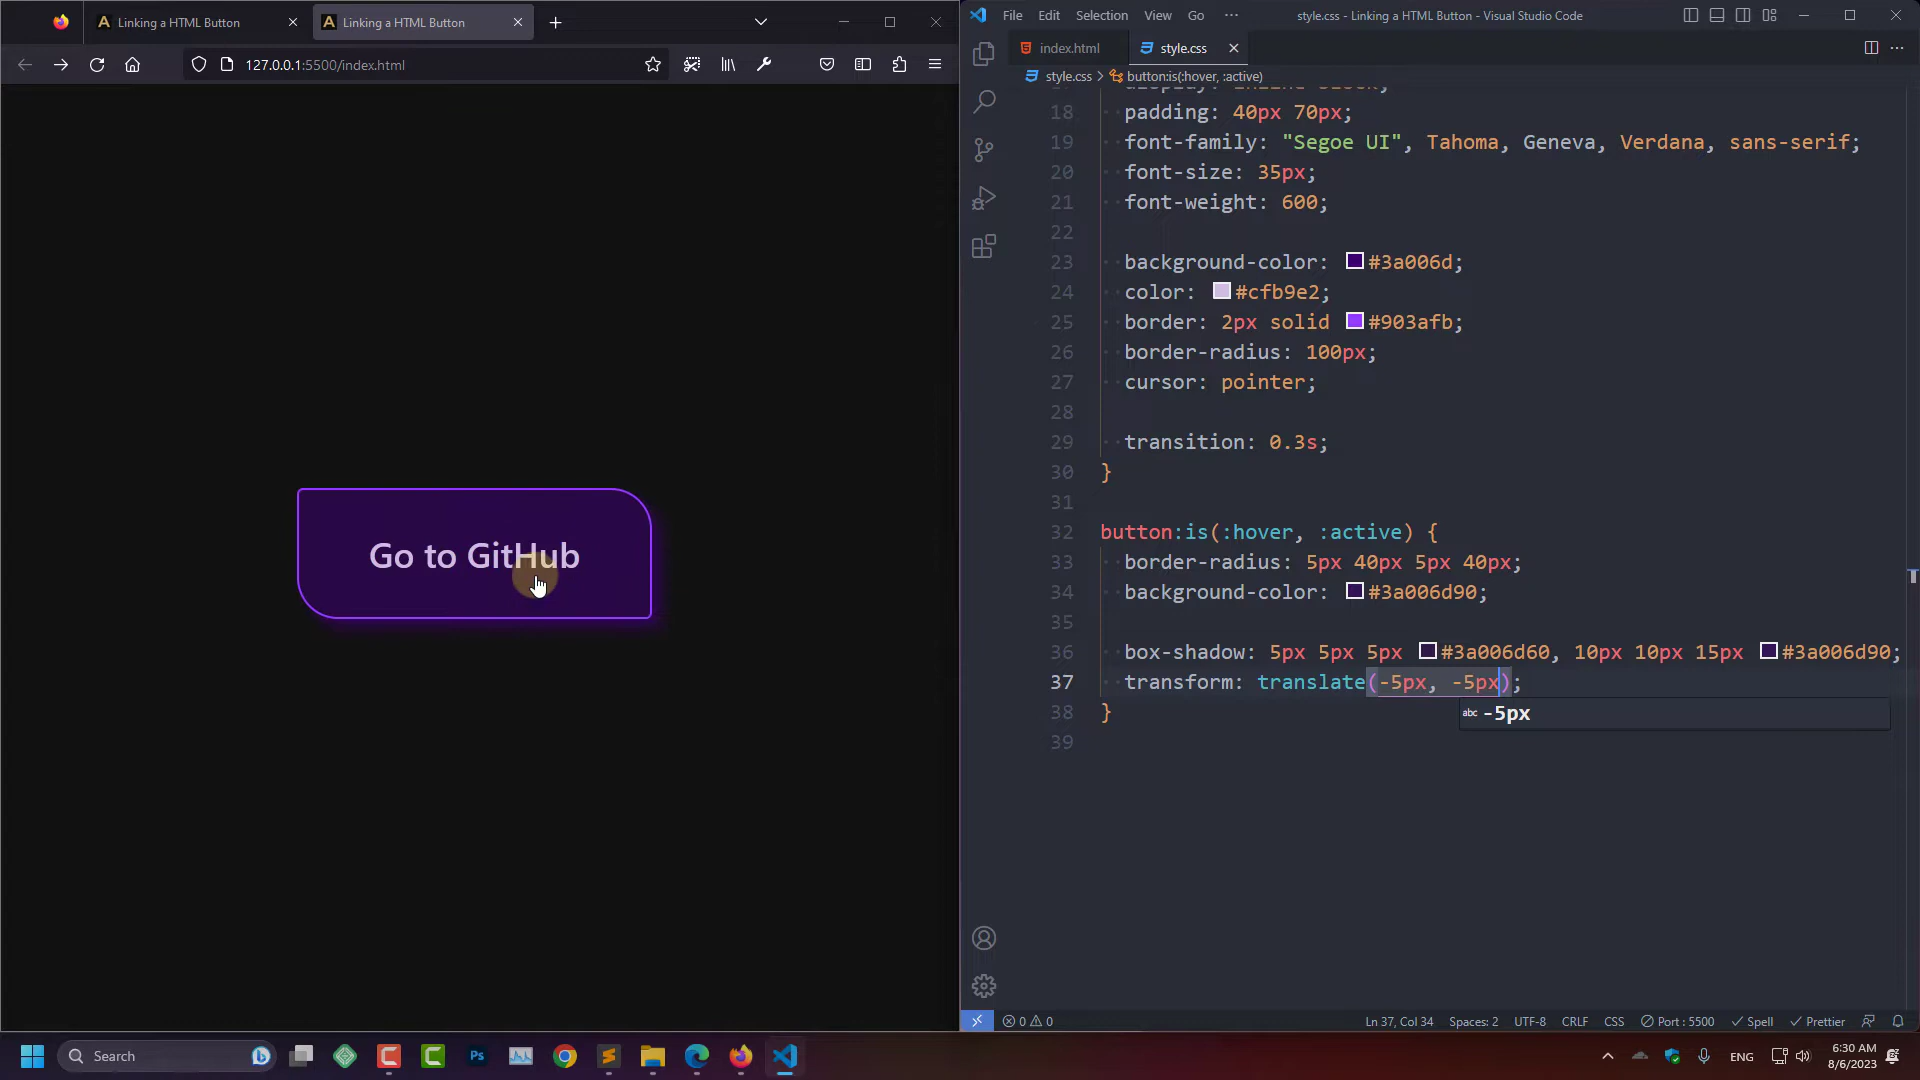 Linking a HTML Button
Linking a HTML Button
127.0.0.1:5500/index.html
Go to GitHub
File Edit Selection View Go ··· style.css - Linking a HTML Button - Visual Studio Code
index.html style.css
style.css > button:is(:hover, :active)
18 padding: 40px 70px;
19 font-family: "Segoe UI", Tahoma, Geneva, Verdana, sans-serif;
20 font-size: 35px;
21 font-weight: 600;
22
23 background-color: #3a006d;
24 color: #cfb9e2;
25 border: 2px solid #903afb;
26 border-radius: 100px;
27 cursor: pointer;
28
29 transition: 0.3s;
30 }
31
32 button:is(:hover, :active) {
33 border-radius: 5px 40px 5px 40px;
34 background-color: #3a006d90;
35
36 box-shadow: 5px 5px 5px #3a006d60, 10px 10px 15px #3a006d90;
37 transform: translate(-5px, -5px);
abc -5px
38 }
39
0 0 Ln 37, Col 34 Spaces: 2 UTF-8 CRLF CSS Port : 5500 Spell Prettier
Search
Ps
ENG
6:30 AM
8/6/2023